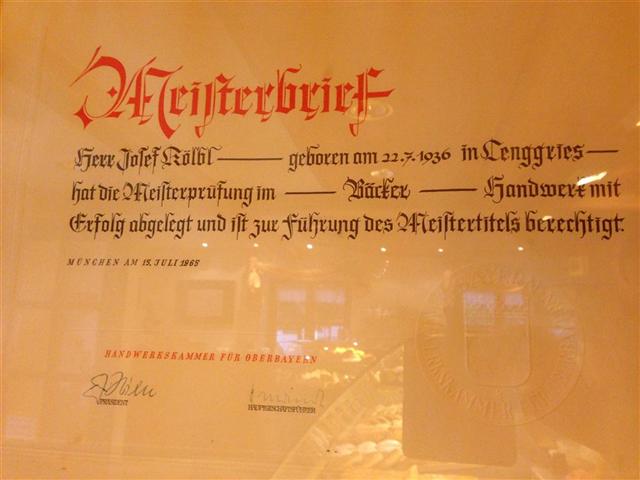 Meisterbrief
Herr Josef Kölbl — geboren am 22.7.1936 in Lenggries —
hat die Meisterprüfung im — Bäcker — Handwerk mit
Erfolg abgelegt und ist zur Führung des Meistertitels berechtigt.
MÜNCHEN AM 15. JULI 1965
HANDWERKSKAMMER FÜR OBERBAYERN
PRÄSIDENT
HAUPTGESCHÄFTSFÜHRER